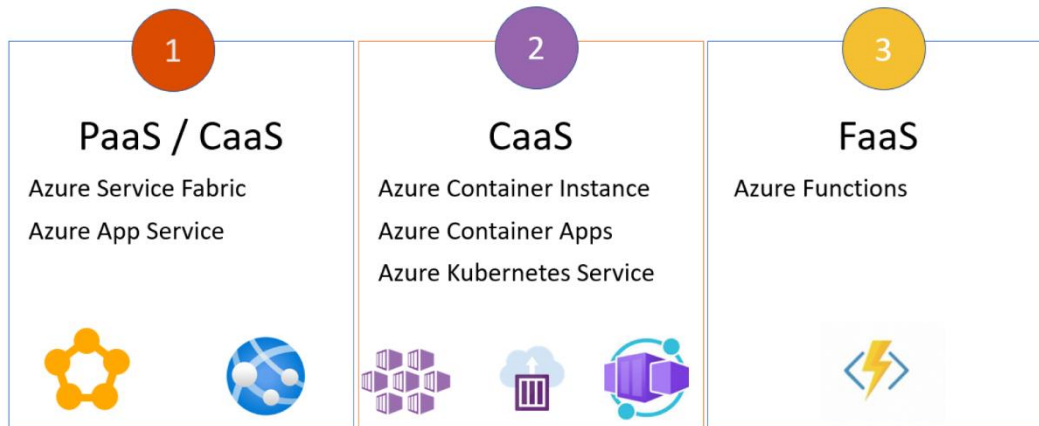 1
PaaS / CaaS
Azure Service Fabric
Azure App Service
2
CaaS
Azure Container Instance
Azure Container Apps
Azure Kubernetes Service
3
FaaS
Azure Functions